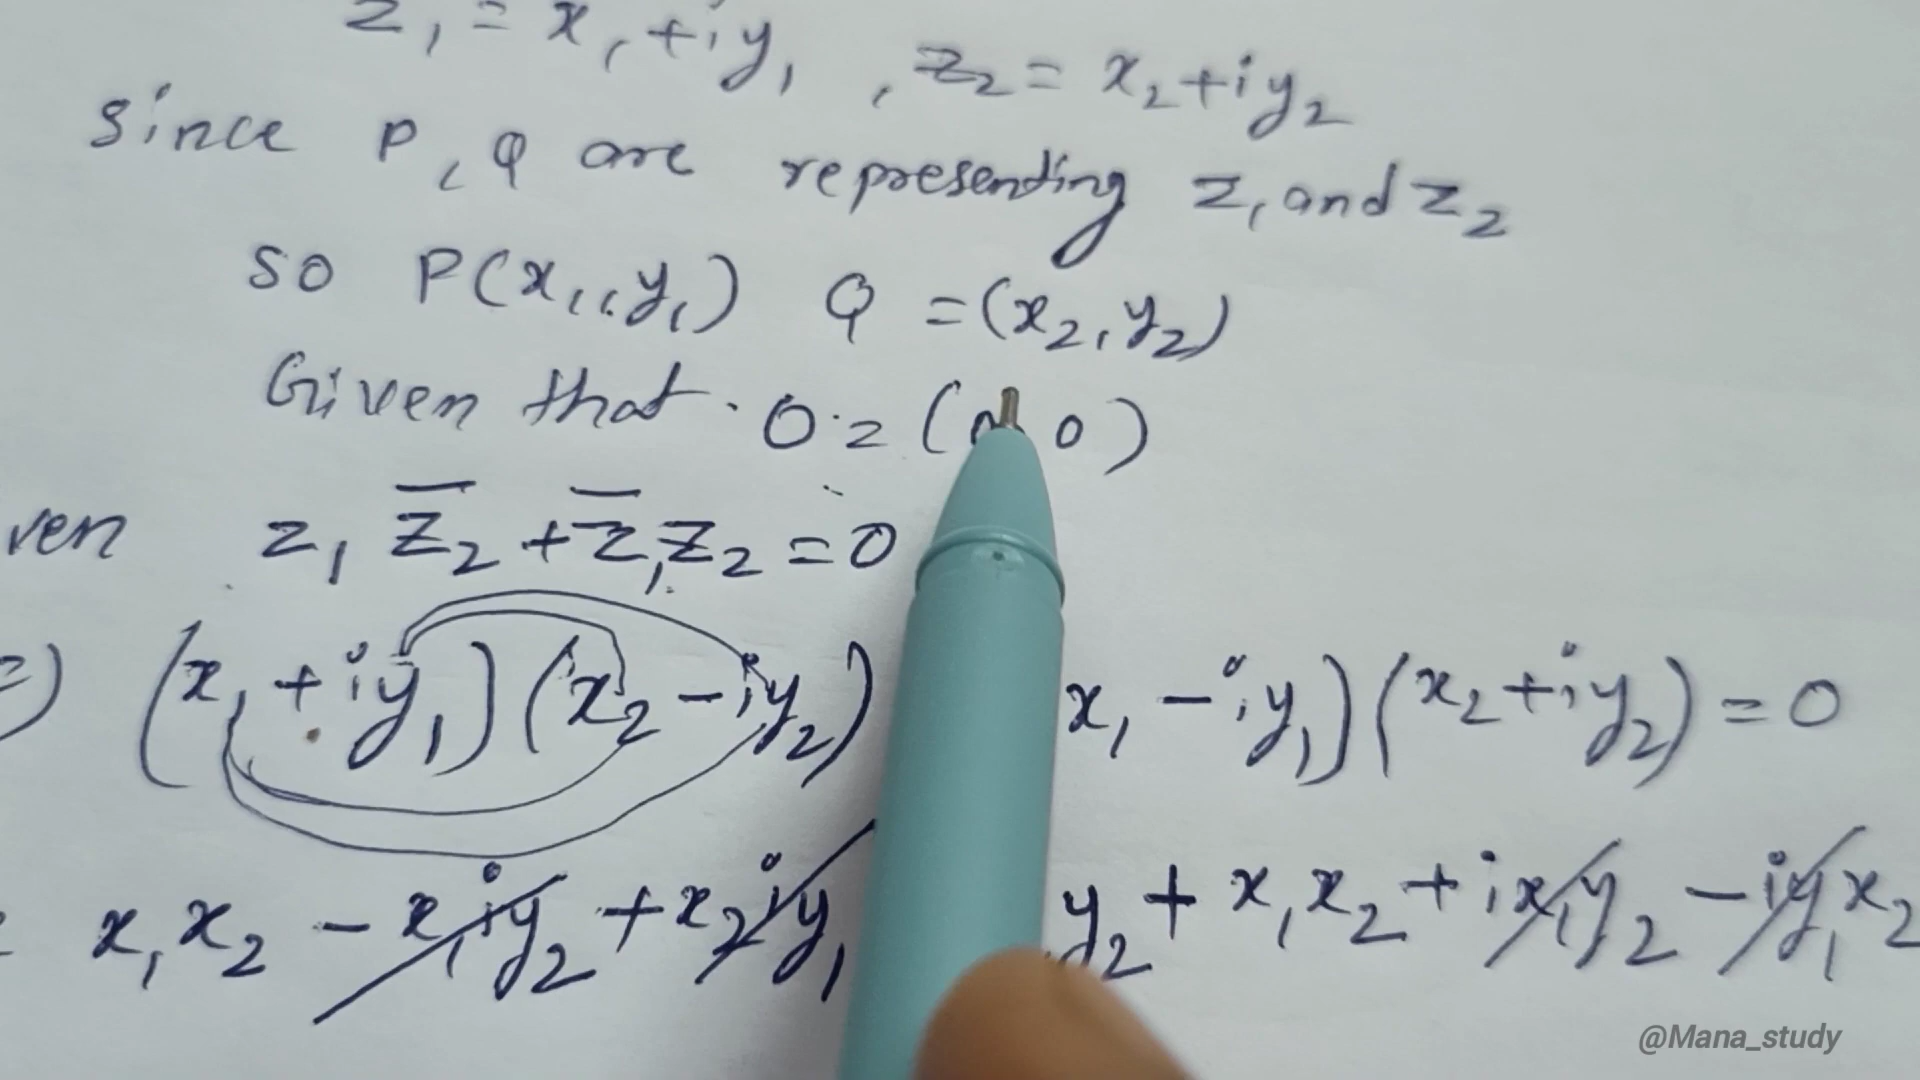 z₁ = x₁ + iy₁ , z₂ = x₂ + iy₂
since P, Q are representing z₁ and z₂
so P(x₁, y₁) Q = (x₂, y₂)
Given that . O = ( 0 )
ven z₁ z̅₂ + z̅₁ z₂ = 0
=) (x₁ + iy₁)(x₂ - iy₂) x₁ - iy₁)(x₂ + iy₂) = 0
x₁x₂ - x₁iy₂ + x₂iy₁ y₂ + x₁x₂ + ix₁y₂ - iy₁x₂
@Mana_study